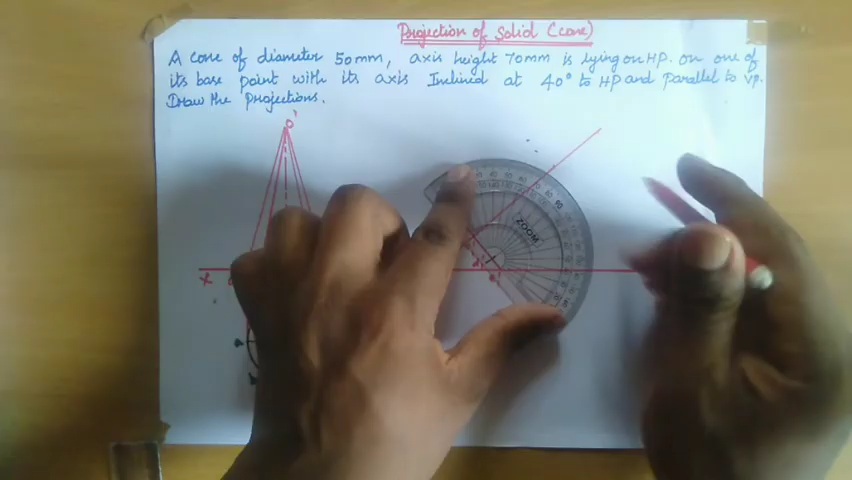 Projection of Solid (cone)
A Cone of diameter 50mm, axis height 70mm is lying on HP. on one of
its base point with its axis Inclined at 40° to HP and parallel to VP.
Draw the Projections.
O'
ZOOM
X